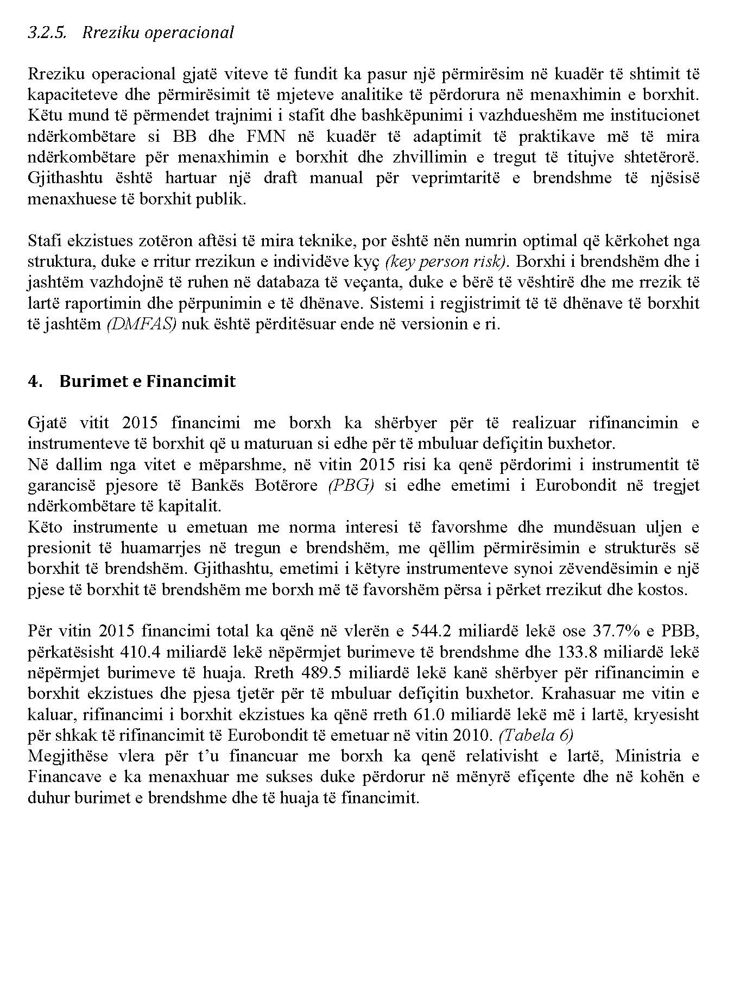 3.2.5. Rreziku operacional
Rreziku operacional gjatë viteve të fundit ka pasur një përmirësim në kuadër të shtimit të
kapaciteteve dhe përmirësimit të mjeteve analitike të përdorura në menaxhimin e borxhit.
Këtu mund të përmendet trajnimi i stafit dhe bashkëpunimi i vazhdueshëm me institucionet
ndërkombëtare si BB dhe FMN në kuadër të adaptimit të praktikave më të mira
ndërkombëtare për menaxhimin e borxhit dhe zhvillimin e tregut të titujve shtetërorë.
Gjithashtu është hartuar një draft manual për veprimtaritë e brendshme të njësisë
menaxhuese të borxhit publik.
Stafi ekzistues zotëron aftësi të mira teknike, por është nën numrin optimal që kërkohet nga
struktura, duke e rritur rrezikun e individëve kyç (key person risk). Borxhi i brendshëm dhe i
jashtëm vazhdojnë të ruhen në databaza të veçanta, duke e bërë të vështirë dhe me rrezik të
lartë raportimin dhe përpunimin e të dhënave. Sistemi i regjistrimit të të dhënave të borxhit
të jashtëm (DMFAS) nuk është përditësuar ende në versionin e ri.
4. Burimet e Financimit
Gjatë vitit 2015 financimi me borxh ka shërbyer për të realizuar rifinancimin e
instrumenteve të borxhit që u maturuan si edhe për të mbuluar defiçitin buxhetor.
Në dallim nga vitet e mëparshme, në vitin 2015 risi ka qenë përdorimi i instrumentit të
garancisë pjesore të Bankës Botërore (PBG) si edhe emetimi i Eurobondit në tregjet
ndërkombëtare të kapitalit.
Këto instrumente u emetuan me norma interesi të favorshme dhe mundësuan uljen e
presionit të huamarrjes në tregun e brendshëm, me qëllim përmirësimin e strukturës së
borxhit të brendshëm. Gjithashtu, emetimi i këtyre instrumenteve synoi zëvendësimin e një
pjese të borxhit të brendshëm me borxh më të favorshëm përsa i përket rrezikut dhe kostos.
Për vitin 2015 financimi total ka qënë në vlerën e 544.2 miliardë lekë ose 37.7% e PBB,
përkatësisht 410.4 miliardë lekë nëpërmjet burimeve të brendshme dhe 133.8 miliardë lekë
nëpërmjet burimeve të huaja. Rreth 489.5 miliardë lekë kanë shërbyer për rifinancimin e
borxhit ekzistues dhe pjesa tjetër për të mbuluar defiçitin buxhetor. Krahasuar me vitin e
kaluar, rifinancimi i borxhit ekzistues ka qënë rreth 61.0 miliardë lekë më i lartë, kryesisht
për shkak të rifinancimit të Eurobondit të emetuar në vitin 2010. (Tabela 6)
Megjithëse vlera për t’u financuar me borxh ka qenë relativisht e lartë, Ministria e
Financave e ka menaxhuar me sukses duke përdorur në mënyrë efiçente dhe në kohën e
duhur burimet e brendshme dhe të huaja të financimit.